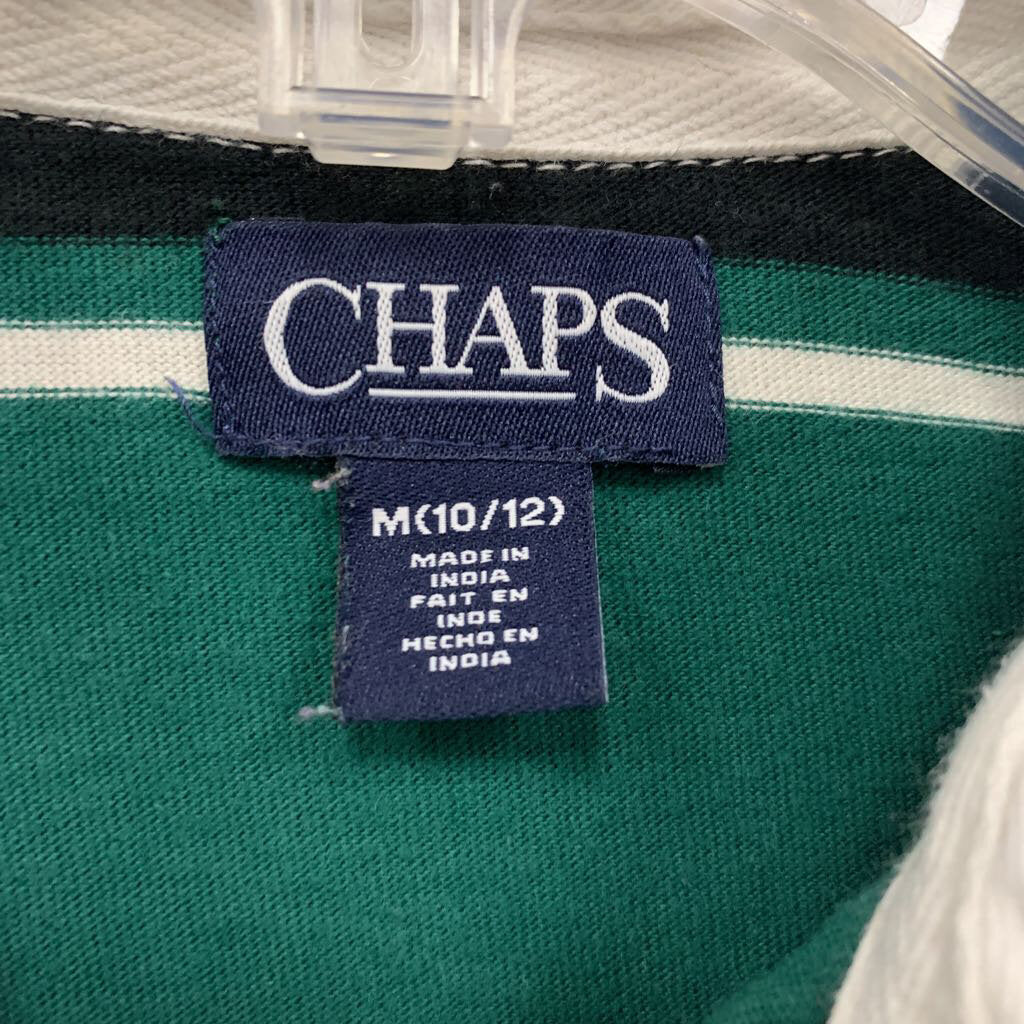 CHAPS
M(10/12)
MADE IN
INDIA
FAIT EN
INDE
HECHO EN
INDIA